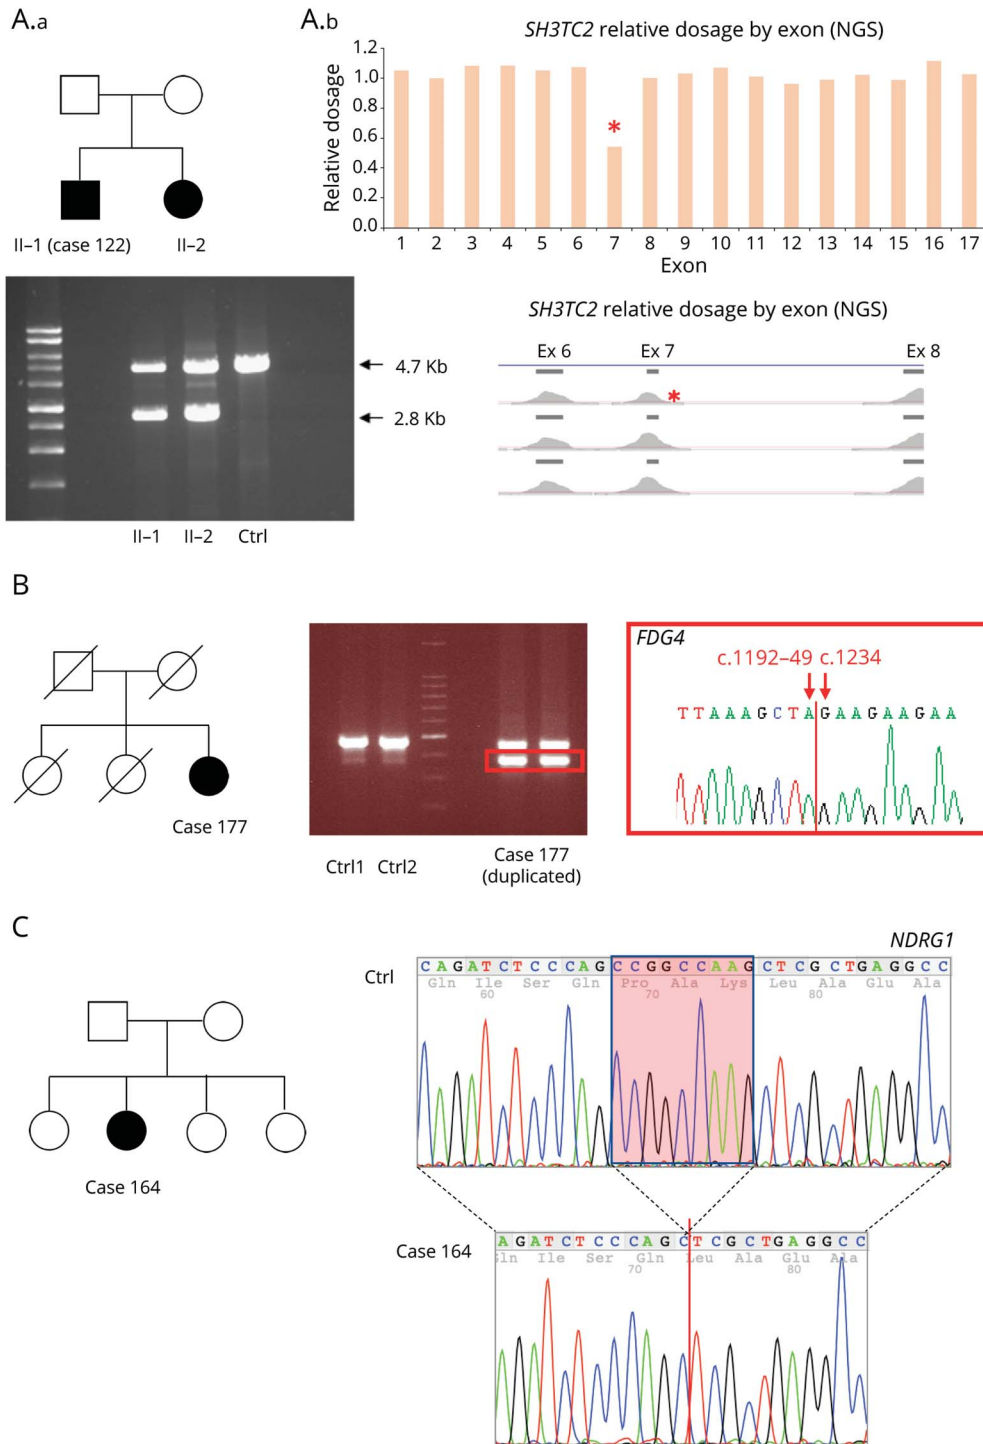 A.a
A.b
SH3TC2 relative dosage by exon (NGS)
Relative dosage
1.2
1.0
0.8
0.6
0.4
0.2
0.0
*
1 2 3 4 5 6 7 8 9 10 11 12 13 14 15 16 17
Exon
II–1 (case 122)
II–2
4.7 Kb
2.8 Kb
II–1 II–2 Ctrl
SH3TC2 relative dosage by exon (NGS)
Ex 6 Ex 7 Ex 8
*
B
Case 177
Ctrl1 Ctrl2
Case 177
(duplicated)
FDG4
c.1192–49 c.1234
TTAAAGCTAGAAGAAGAA
C
Case 164
NDRG1
Ctrl
CAGATCTCCCAGCCGGCCAAGCTCGCTGAGGCC
Gln Ile Ser Gln Pro Ala Lys Leu Ala Glu Ala
60 70 80
Case 164
AGATCTCCCAGCTCGCTGAGGCC
Gln Ile Ser Gln Leu Ala Glu Ala
70 80